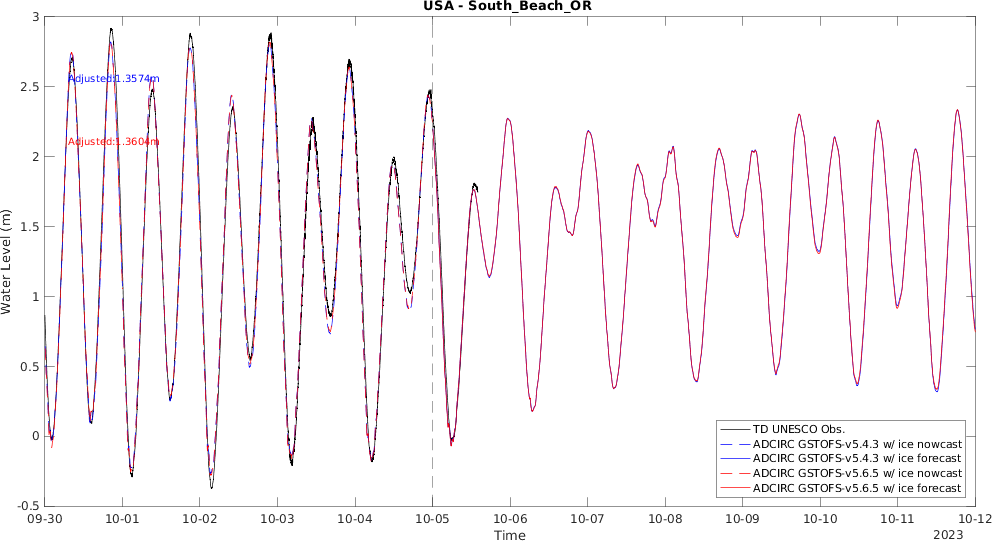 USA - South_Beach_OR
3
2.5
2
1.5
1
0.5
0
-0.5
Water Level (m)
Adjusted:1.3574m
Adjusted:1.3604m
TD UNESCO Obs.
ADCIRC GSTOFS-v5.4.3 w/ ice nowcast
ADCIRC GSTOFS-v5.4.3 w/ ice forecast
ADCIRC GSTOFS-v5.6.5 w/ ice nowcast
ADCIRC GSTOFS-v5.6.5 w/ ice forecast
09-30 10-01 10-02 10-03 10-04 10-05 10-06 10-07 10-08 10-09 10-10 10-11 10-12
Time
2023